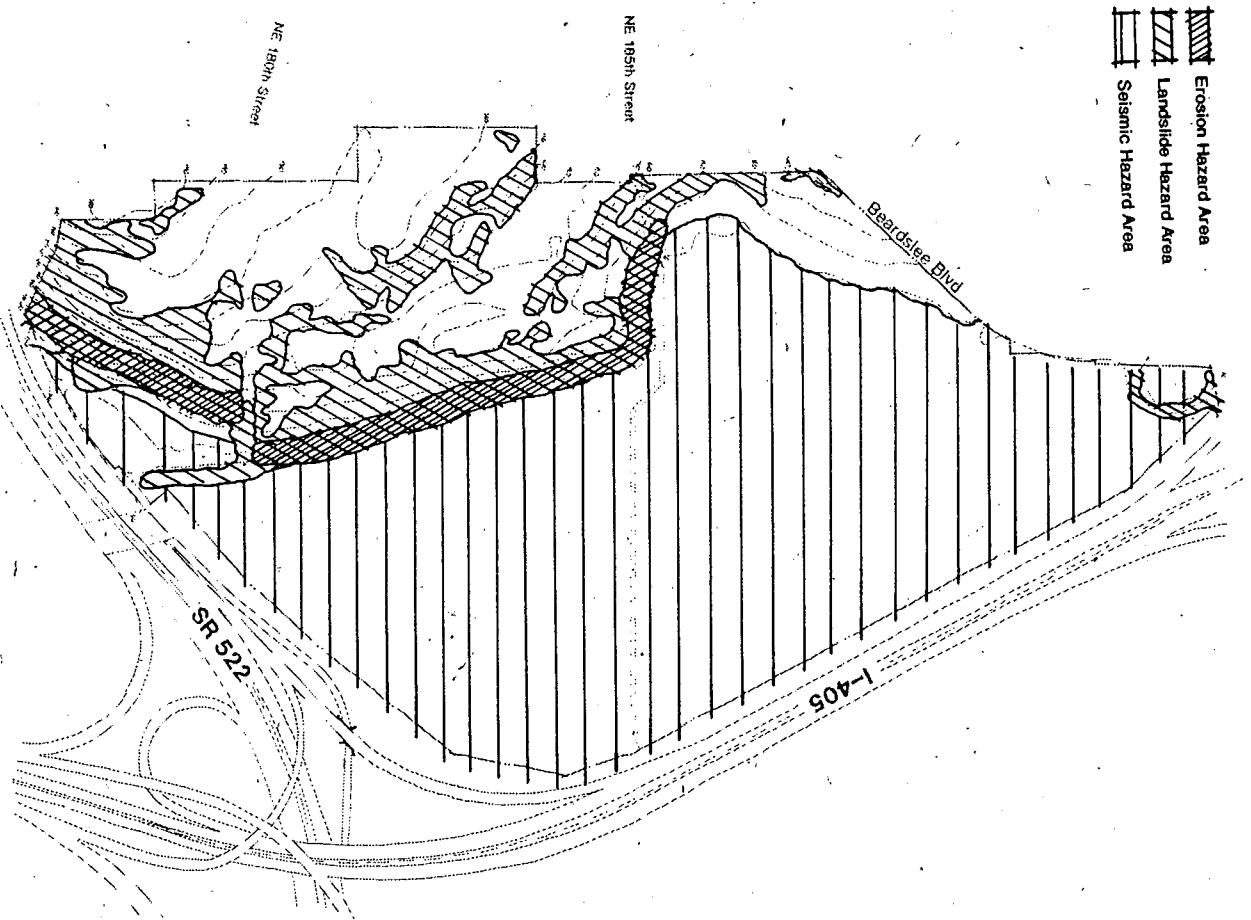 Erosion Hazard Area
Landslide Hazard Area
Seismic Hazard Area
NE 180th Street
NE 185th Street
Beardslee Blvd
SR 522
I-405